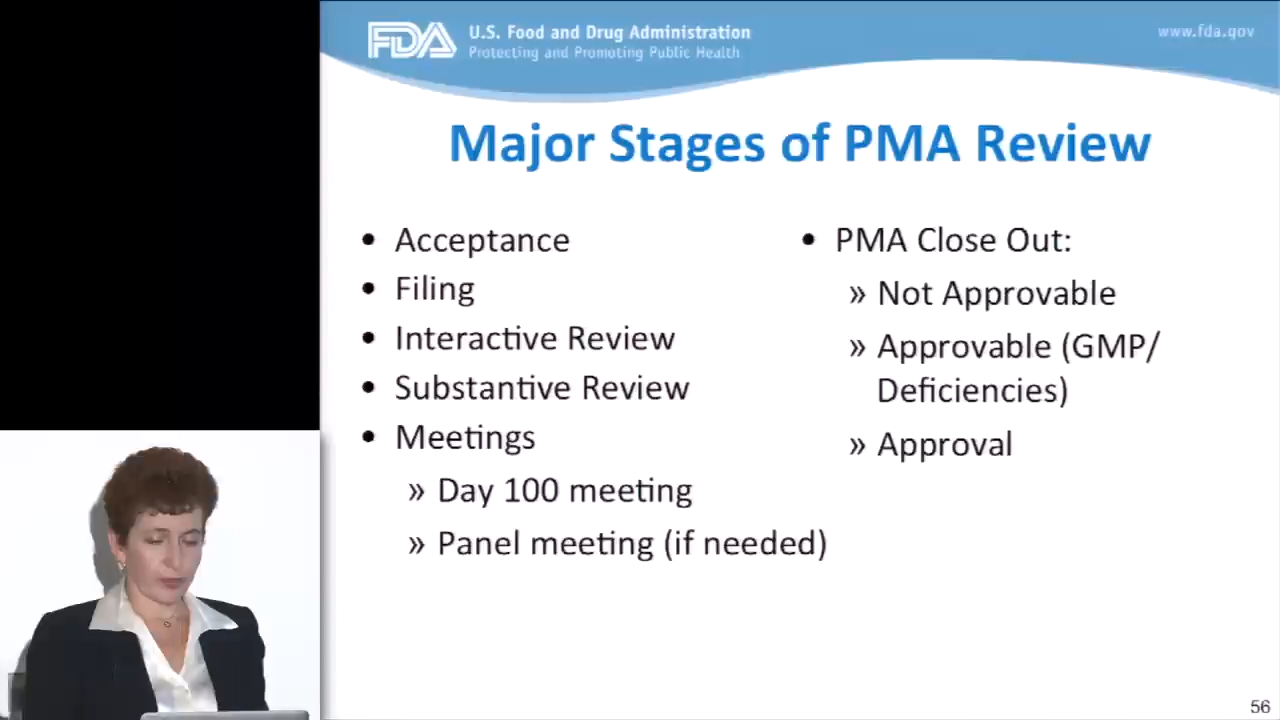 FDA
U.S. Food and Drug Administration
Protecting and Promoting Public Health
www.fda.gov
Major Stages of PMA Review
• Acceptance
• Filing
• Interactive Review
• Substantive Review
• Meetings
» Day 100 meeting
» Panel meeting (if needed)
• PMA Close Out:
» Not Approvable
» Approvable (GMP/
Deficiencies)
» Approval
56